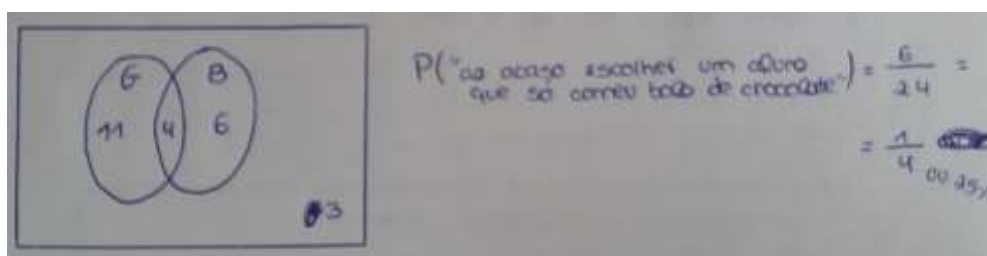 G B
11 4 6
3
P("ao acaso escolher um aluno = 6/24 =
que só comeu bolo de chocolate")
= 1/4 ou 25%